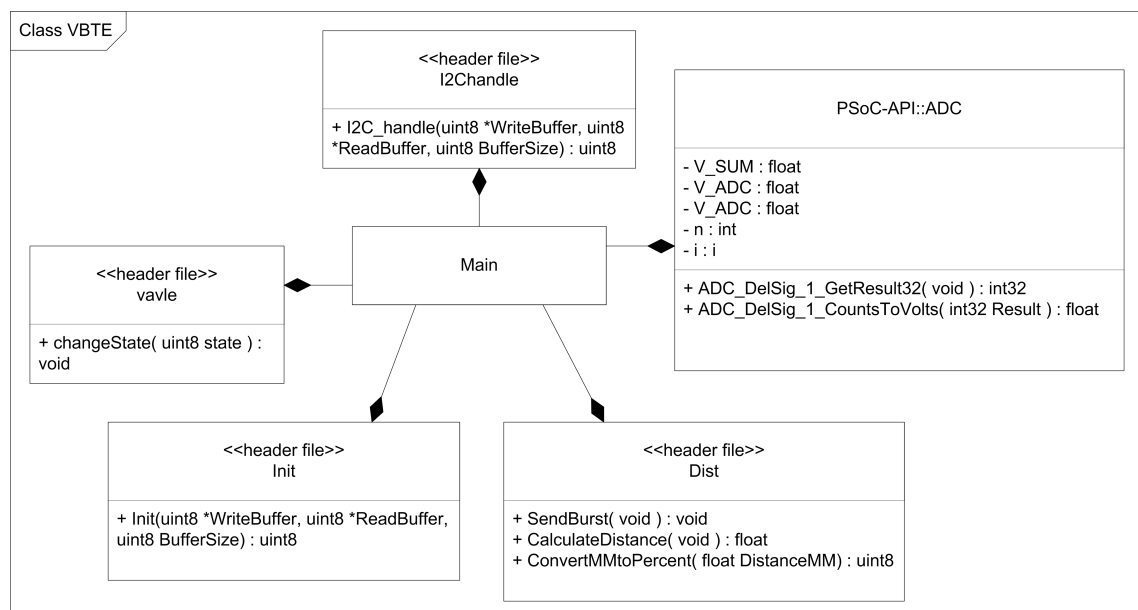 Class VBTE
<<header file>>
I2Chandle
+ I2C_handle(uint8 *WriteBuffer, uint8
*ReadBuffer, uint8 BufferSize) : uint8
PSoC-API::ADC
- V_SUM : float
- V_ADC : float
- V_ADC : float
- n : int
- i : i
+ ADC_DelSig_1_GetResult32( void ) : int32
+ ADC_DelSig_1_CountsToVolts( int32 Result ) : float
Main
<<header file>>
vavle
+ changeState( uint8 state ) :
void
<<header file>>
Init
+ Init(uint8 *WriteBuffer, uint8 *ReadBuffer,
uint8 BufferSize) : uint8
<<header file>>
Dist
+ SendBurst( void ) : void
+ CalculateDistance( void ) : float
+ ConvertMMtoPercent( float DistanceMM) : uint8